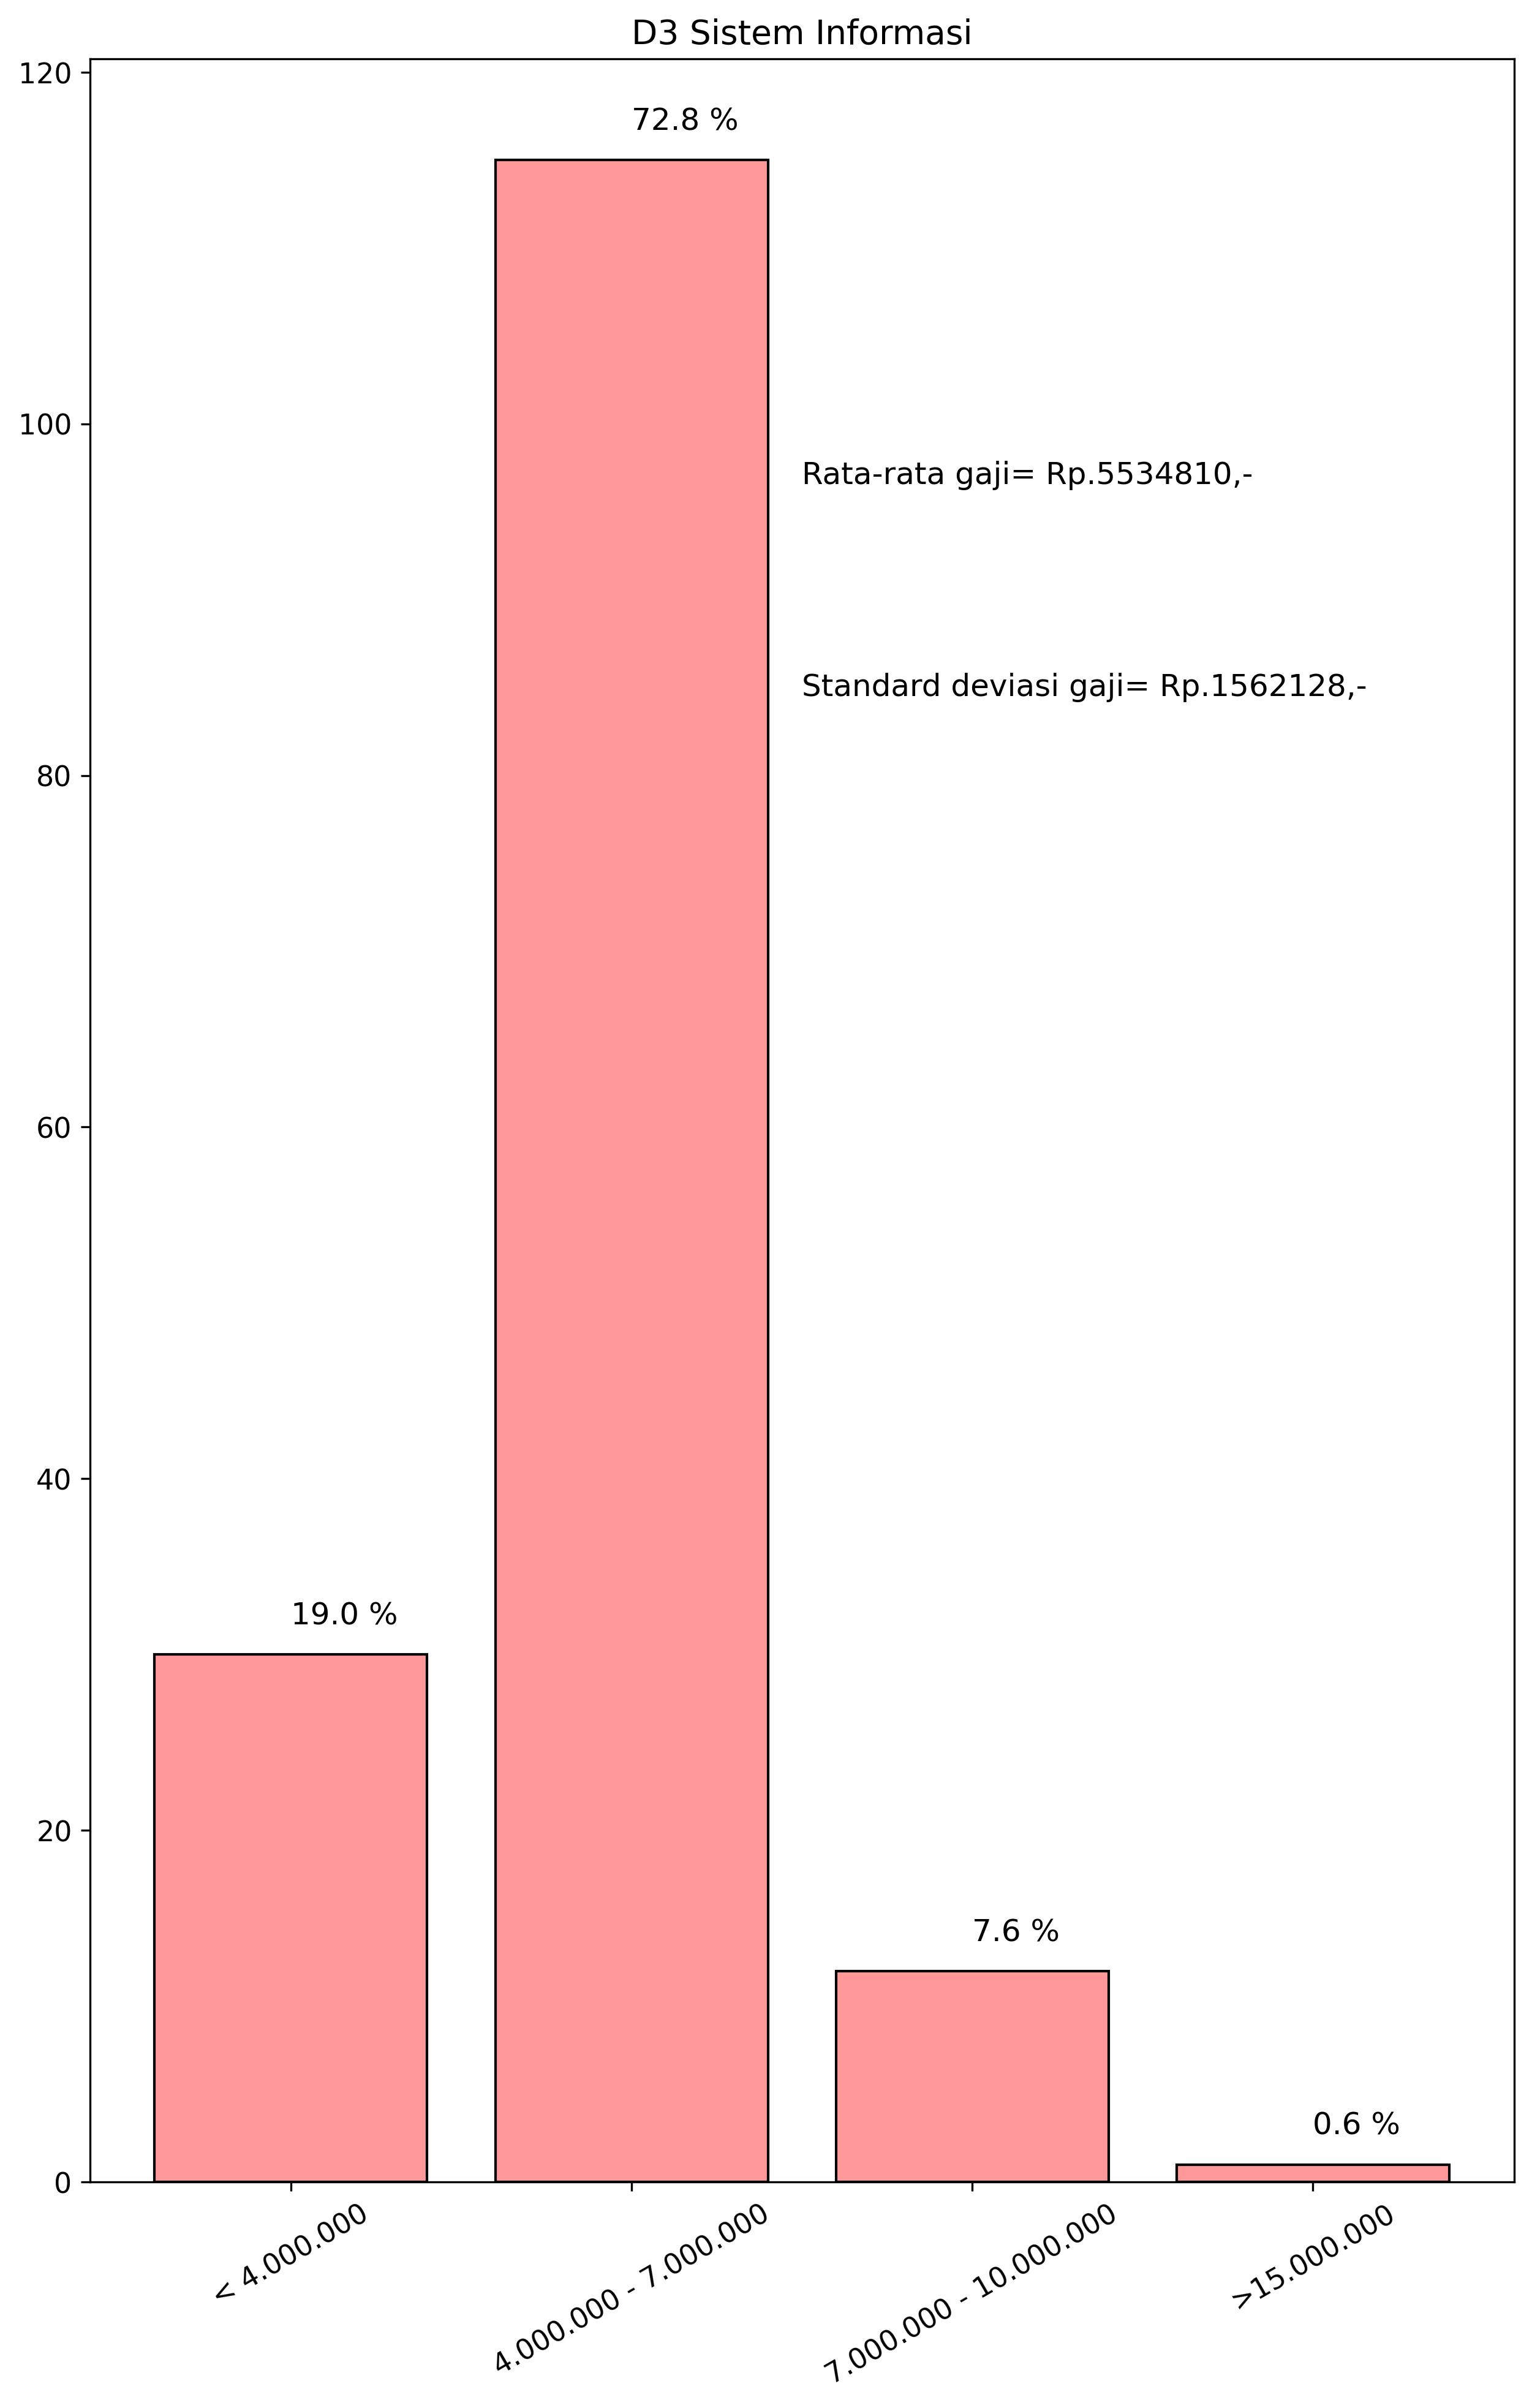 D3 Sistem Informasi
120
100
80
60
40
20
0
72.8 %
Rata-rata gaji= Rp.5534810,-
Standard deviasi gaji= Rp.1562128,-
19.0 %
7.6 %
0.6 %
< 4.000.000
4.000.000 - 7.000.000
7.000.000 - 10.000.000
>15.000.000